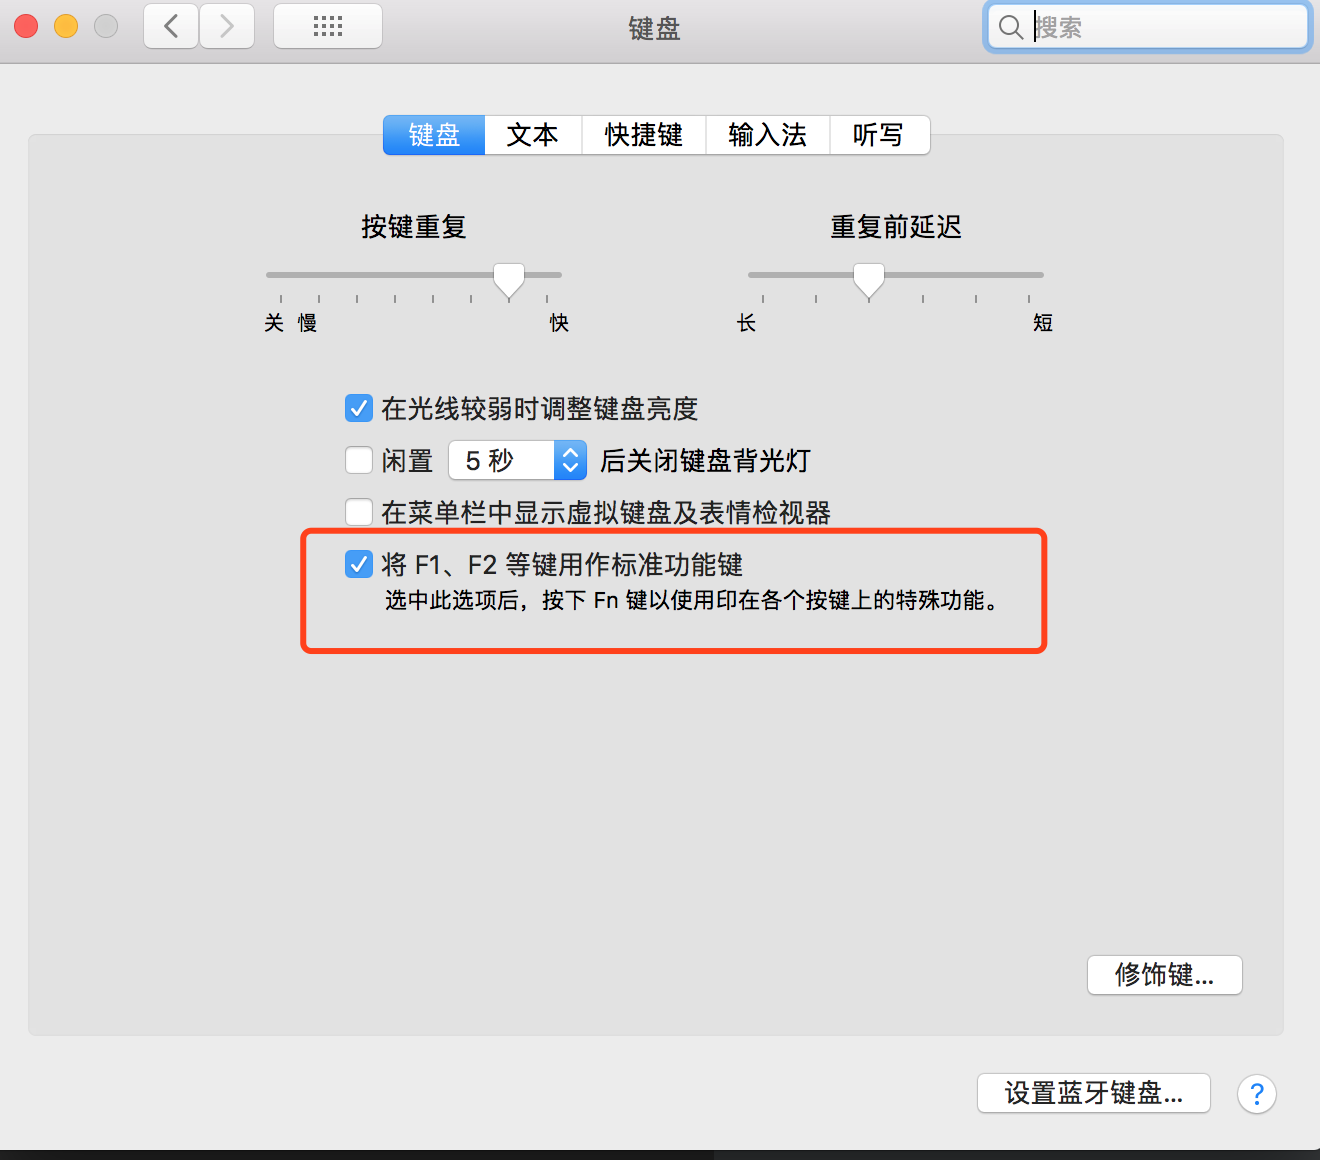 键盘
搜索
键盘 文本 快捷键 输入法 听写
按键重复 重复前延迟
关 慢 快 长 短
在光线较弱时调整键盘亮度
闲置 5 秒 后关闭键盘背光灯
在菜单栏中显示虚拟键盘及表情检视器
将 F1、F2 等键用作标准功能键
选中此选项后，按下 Fn 键以使用印在各个按键上的特殊功能。
修饰键...
设置蓝牙键盘... ?